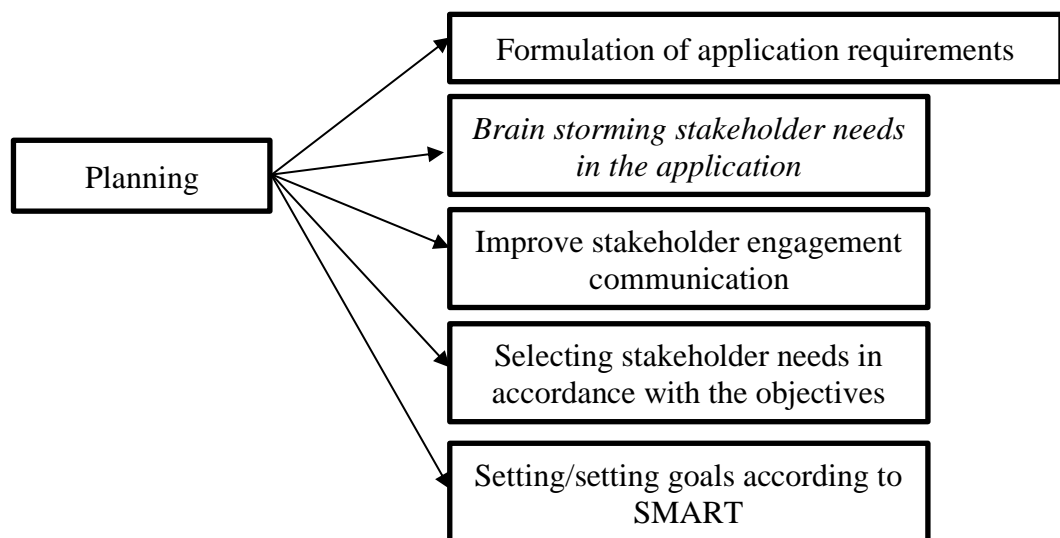 Formulation of application requirements
Brain storming stakeholder needs
in the application
Planning
Improve stakeholder engagement
communication
Selecting stakeholder needs in
accordance with the objectives
Setting/setting goals according to
SMART